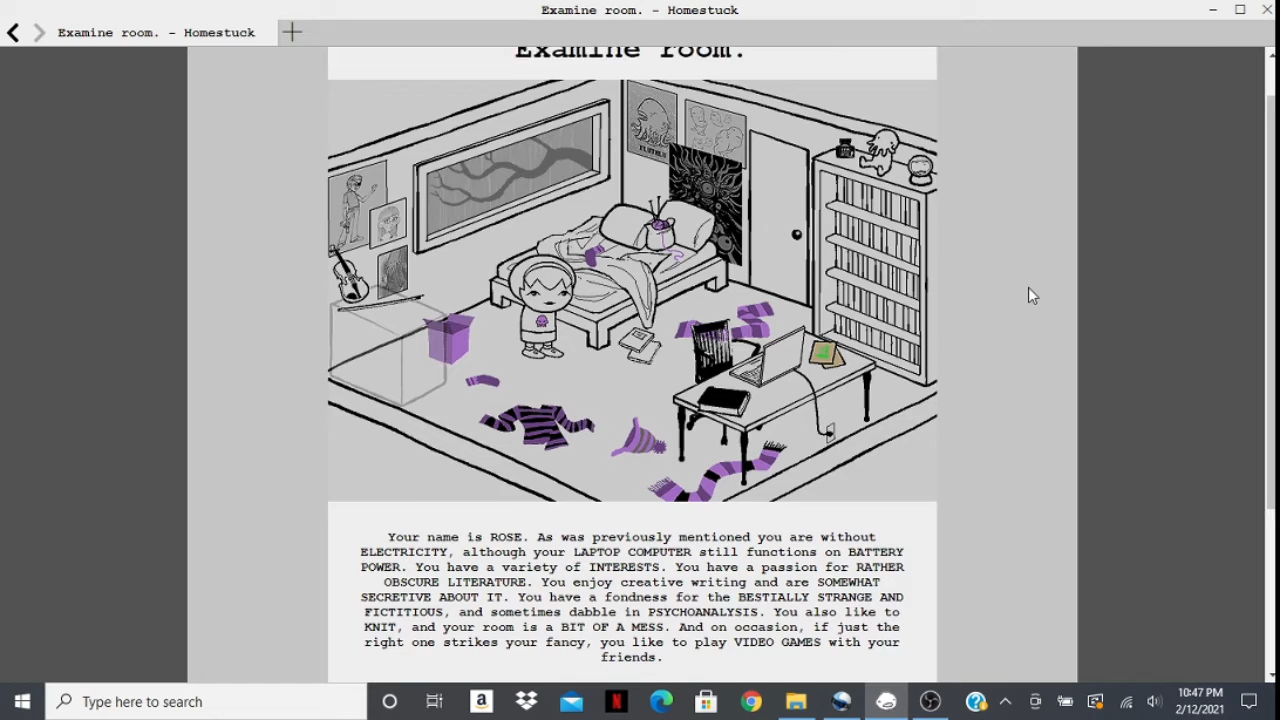 Examine room. - Homestuck
Examine room. - Homestuck
Examine room.
Your name is ROSE. As was previously mentioned you are without
ELECTRICITY, although your LAPTOP COMPUTER still functions on BATTERY
POWER. You have a variety of INTERESTS. You have a passion for RATHER
OBSCURE LITERATURE. You enjoy creative writing and are SOMEWHAT
SECRETIVE ABOUT IT. You have a fondness for the BESTIALLY STRANGE AND
FICTITIOUS, and sometimes dabble in PSYCHOANALYSIS. You also like to
KNIT, and your room is a BIT OF A MESS. And on occasion, if just the
right one strikes your fancy, you like to play VIDEO GAMES with your
friends.
Type here to search
10:47 PM
2/12/2021